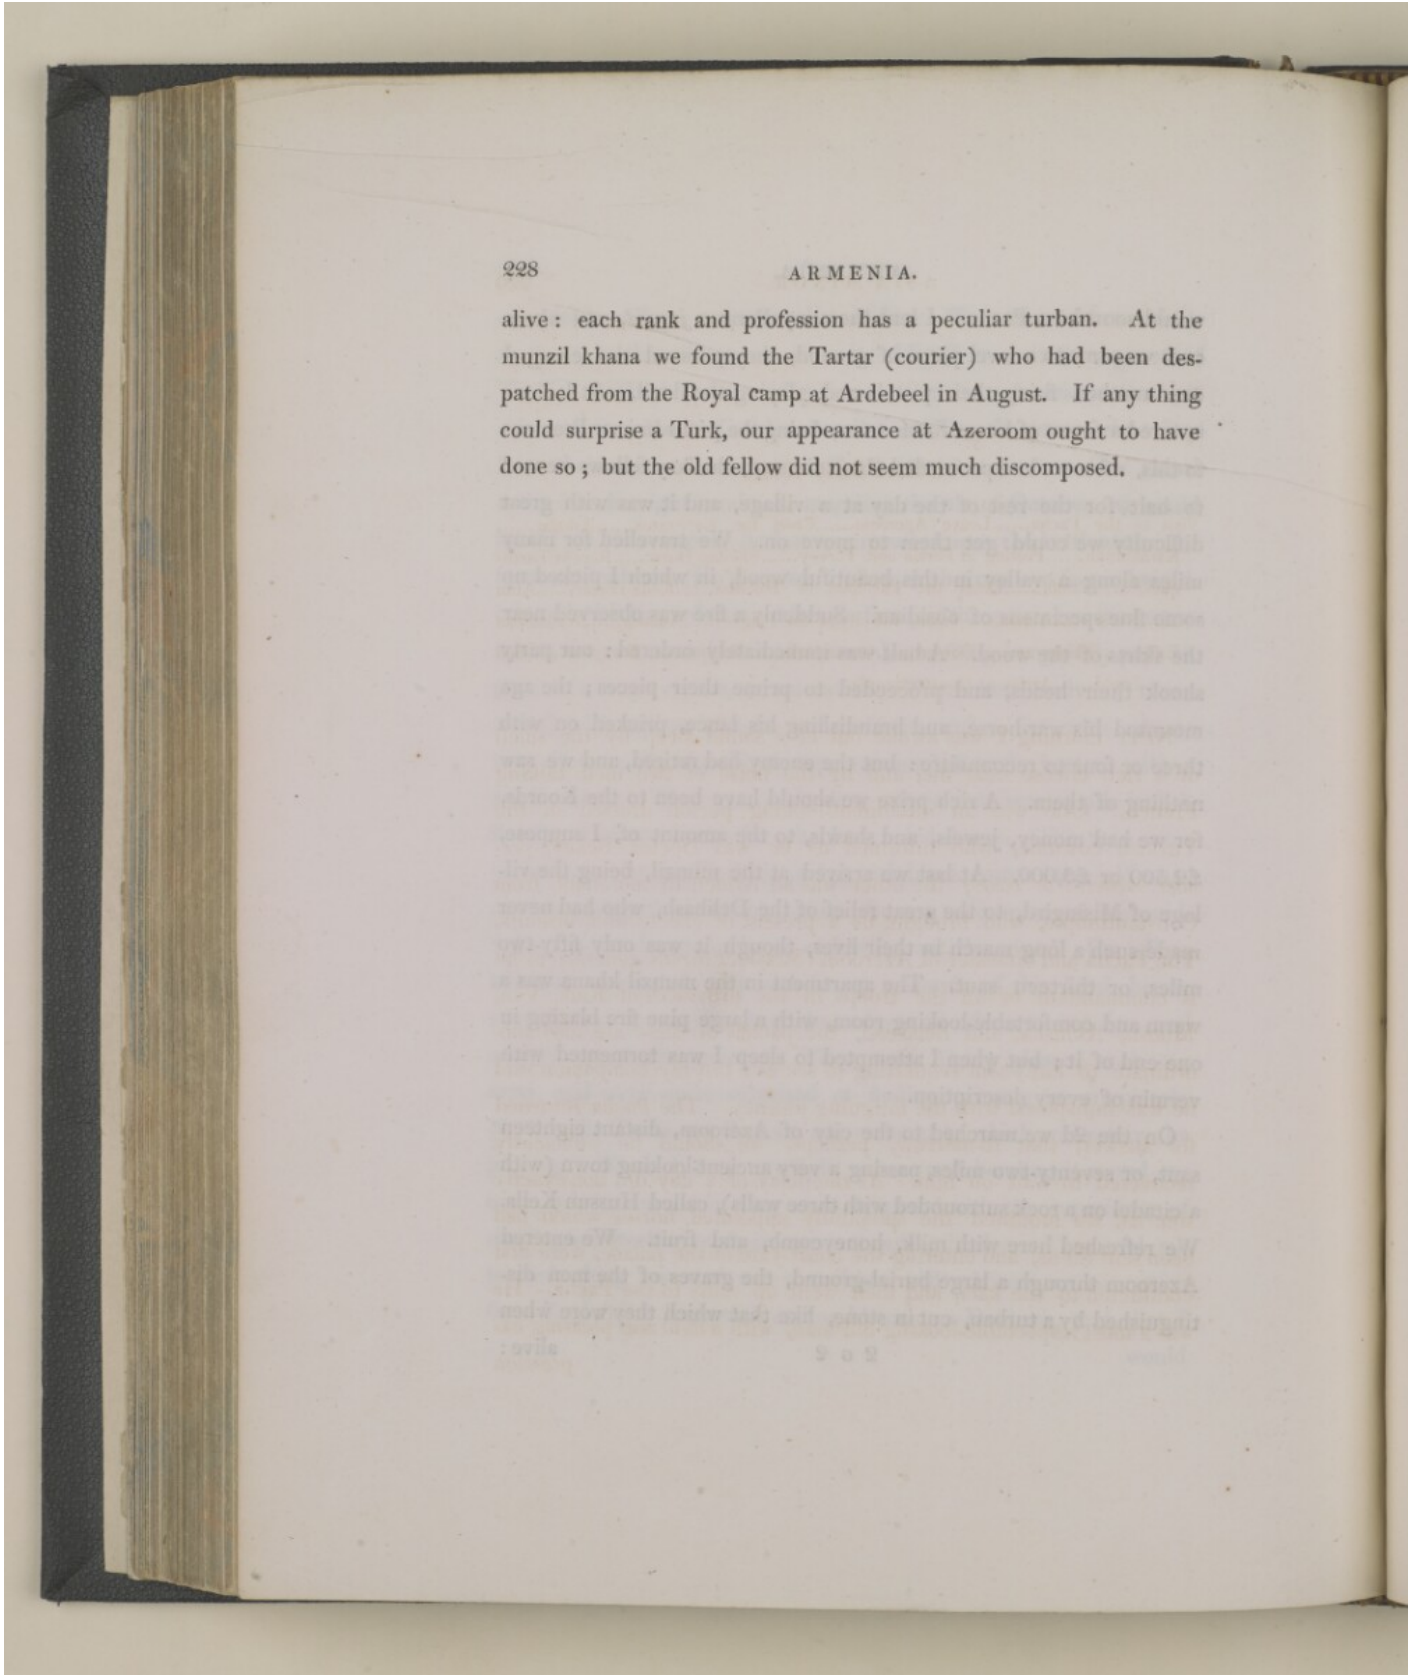 228
ARMENIA.
alive : each rank and profession has a peculiar turban. At the
munzil khana we found the Tartar (courier) who had been des-
patched from the Royal camp at Ardebeel in August. If any thing
could surprise a Turk, our appearance at Azeroom ought to have
done so ; but the old fellow did not seem much discomposed.